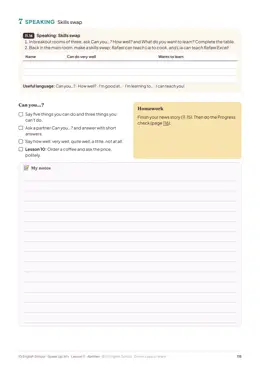 7 SPEAKING Skills swap
Speaking: Skills swap
1. In breakout rooms of three, ask Can you...? How well? and What do you want to learn? Complete the table.
2. Back in the main room, make a skills swap: Rafael can teach Lia to cook, and Lia can teach Rafael Excel!
Name Can do very well Wants to learn
Useful language: Can you...? How well? I'm good at... I'm learning to... I can teach you!
Can you...?
Say five things you can do and three things you
can't do.
Ask a partner Can you...? and answer with short
answers.
Say how well: very well, quite well, a little, not at all.
Lesson 10: Order a coffee and ask the price,
politely.
Homework
Finish your news story (11.15). Then do the Progress
check (page 116).
My notes